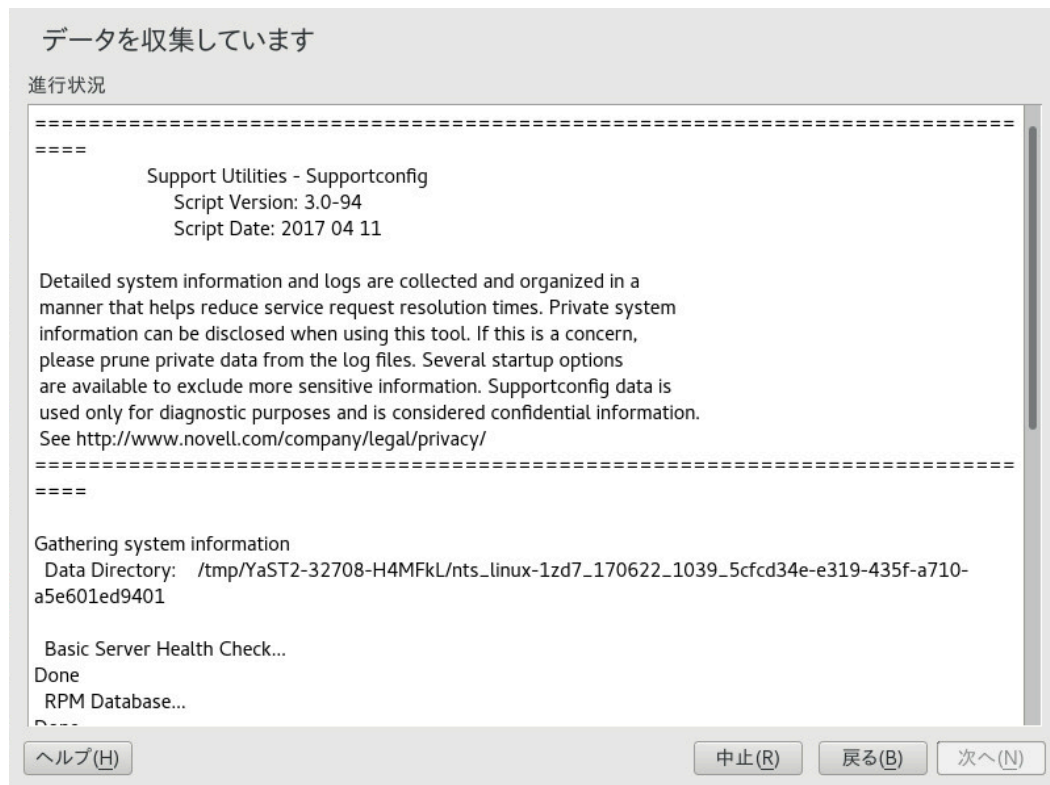 データを収集しています
進行状況
=========================================================================
====
Support Utilities - Supportconfig
Script Version: 3.0-94
Script Date: 2017 04 11
Detailed system information and logs are collected and organized in a
manner that helps reduce service request resolution times. Private system
information can be disclosed when using this tool. If this is a concern,
please prune private data from the log files. Several startup options
are available to exclude more sensitive information. Supportconfig data is
used only for diagnostic purposes and is considered confidential information.
See http://www.novell.com/company/legal/privacy/
=========================================================================
====
Gathering system information
Data Directory: /tmp/YaST2-32708-H4MFkL/nts_linux-1zd7_170622_1039_5cfcd34e-e319-435f-a710-
a5e601ed9401
Basic Server Health Check...
Done
RPM Database...
Done
ヘルプ(H) 中止(R) 戻る(B) 次へ(N)